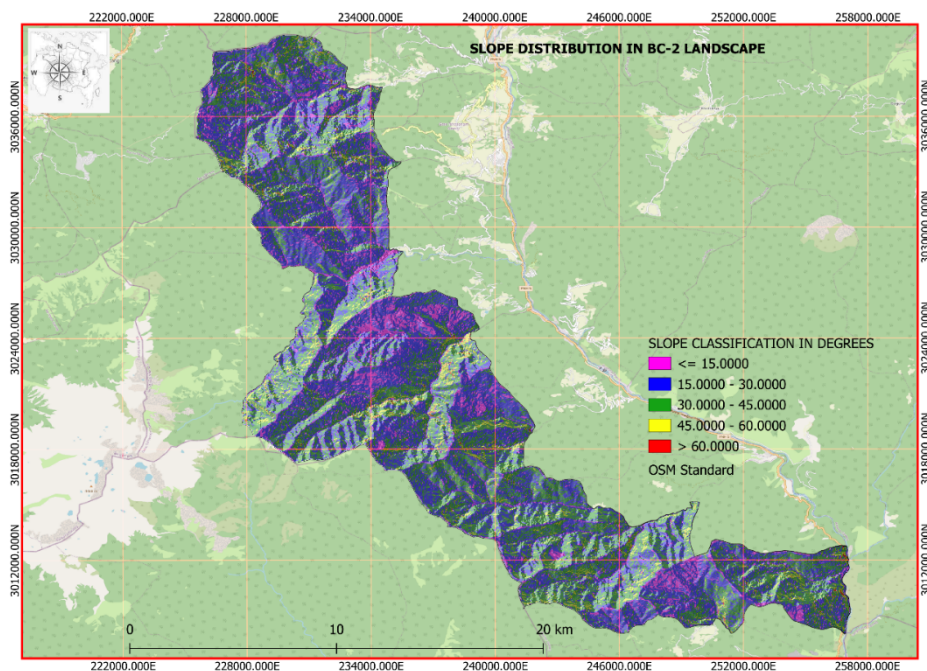 222000.000E 228000.000E 234000.000E 240000.000E 246000.000E 252000.000E 258000.000E
SLOPE DISTRIBUTION IN BC-2 LANDSCAPE
N
W E
S
3036000.000N 3036000.000N
3030000.000N 3030000.000N
3024000.000N 3024000.000N
SLOPE CLASSIFICATION IN DEGREES
<= 15.0000
15.0000 - 30.0000
30.0000 - 45.0000
45.0000 - 60.0000
> 60.0000
OSM Standard
3018000.000N 3018000.000N
3012000.000N 3012000.000N
0 10 20 km
222000.000E 228000.000E 234000.000E 240000.000E 246000.000E 252000.000E 258000.000E